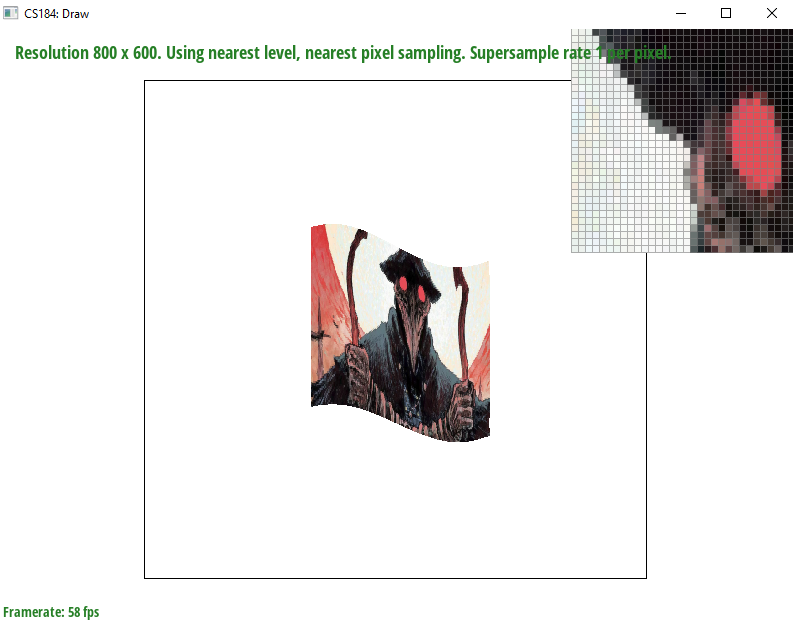 CS184: Draw
Resolution 800 x 600. Using nearest level, nearest pixel sampling. Supersample rate 1 per pixel.
Framerate: 58 fps